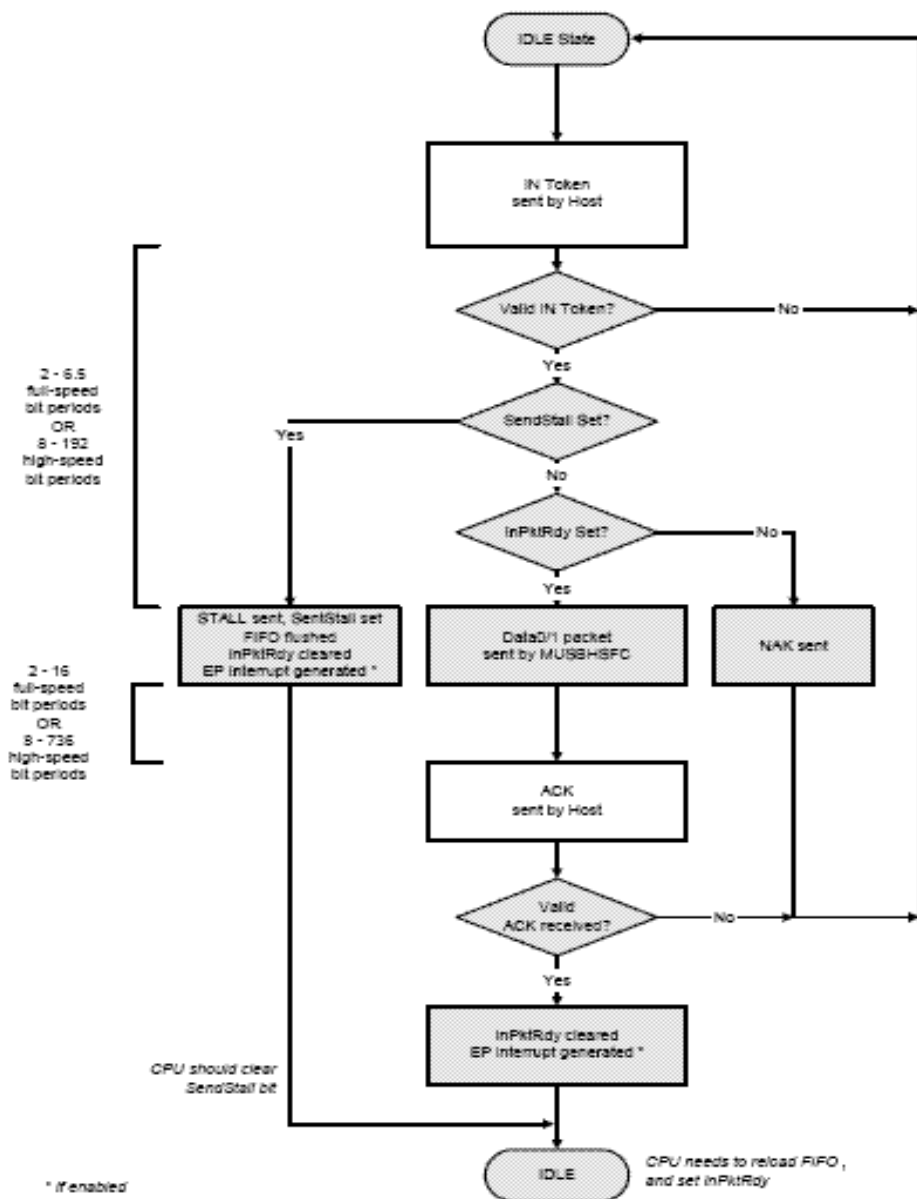 IDLE State
IN Token
sent by Host
Valid IN Token?
No
Yes
2 - 6.5
full-speed
bit periods
OR
8 - 192
high-speed
bit periods
SendStall Set?
Yes
No
InPktRdy Set?
No
Yes
STALL sent, SentStall set
FIFO flushed
InPktRdy cleared
EP Interrupt generated *
Data0/1 packet
sent by MUSBHSFC
NAK sent
2 - 16
full-speed
bit periods
OR
8 - 736
high-speed
bit periods
ACK
sent by Host
Valid
ACK received?
No
Yes
InPktRdy cleared
EP Interrupt generated *
CPU should clear
SendStall bit
IDLE
CPU needs to reload FIFO ,
and set InPktRdy
* If enabled